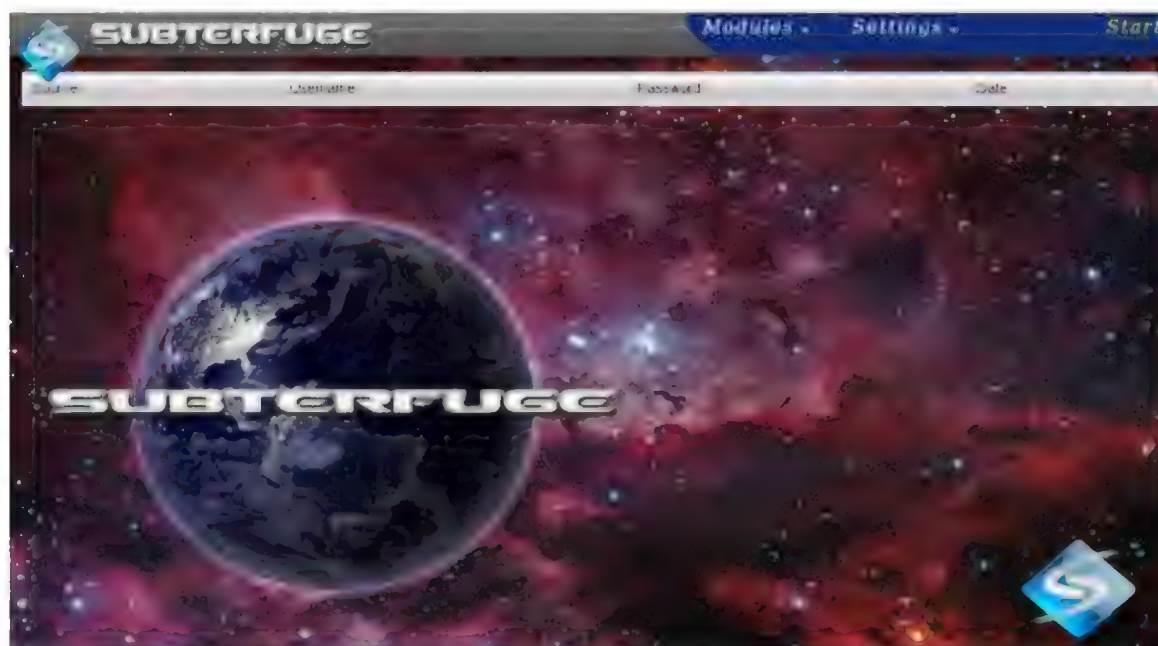 SUBTERFUGE
Modules Settings Start
Source Username Password Date
SUBTERFUGE